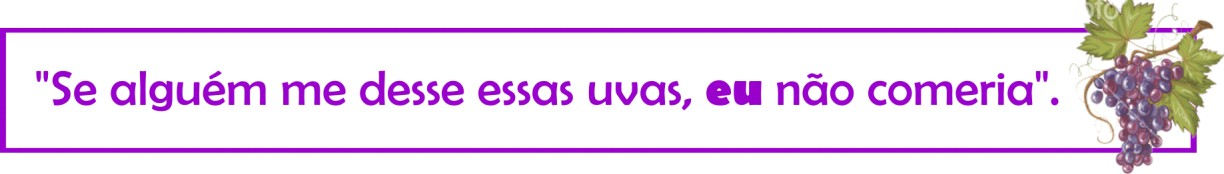 "Se alguém me desse essas uvas, eu não comeria".